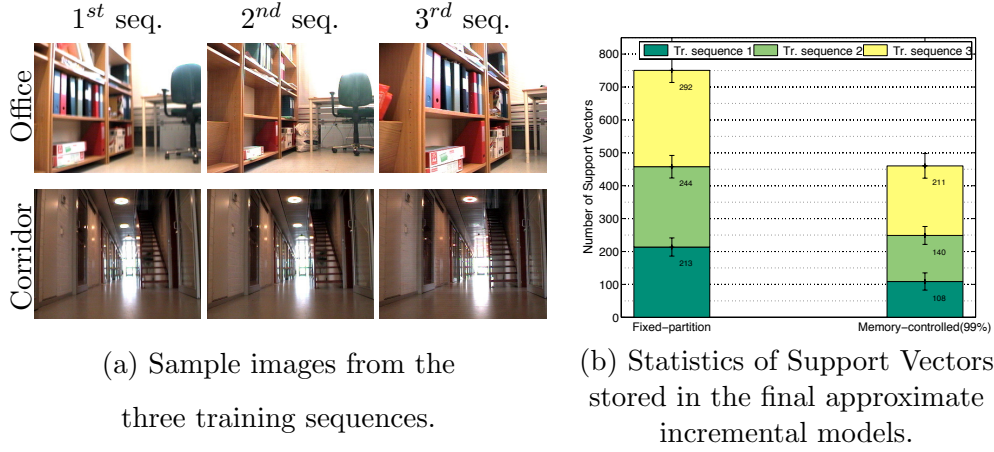 1st seq.
2nd seq.
3rd seq.
Office
Corridor
(a) Sample images from the
three training sequences.
Tr. sequence 1
Tr. sequence 2
Tr. sequence 3
Number of Support Vectors
800
700
600
500
400
300
200
100
0
292
244
213
211
140
108
Fixed−partition
Memory−controlled(99%)
(b) Statistics of Support Vectors
stored in the final approximate
incremental models.